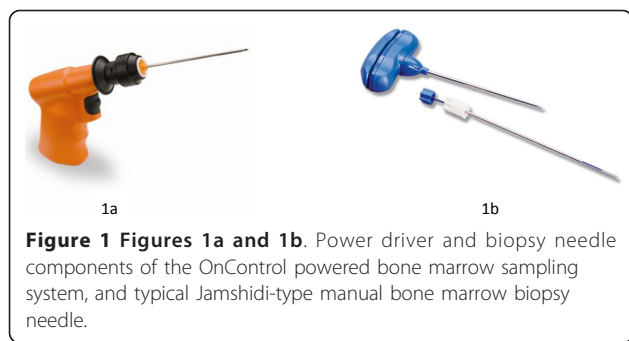 1a
1b
Figure 1 Figures 1a and 1b. Power driver and biopsy needle
components of the OnControl powered bone marrow sampling
system, and typical Jamshidi-type manual bone marrow biopsy
needle.